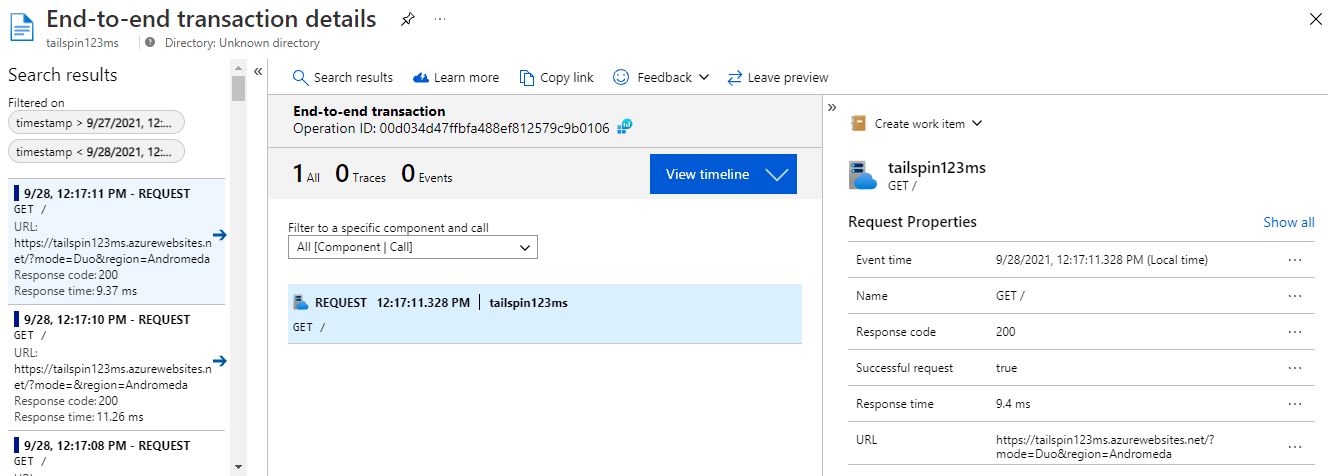 End-to-end transaction details
···
tailspin123ms
Directory: Unknown directory
Search results
Filtered on
timestamp > 9/27/2021, 12:...
timestamp < 9/28/2021, 12:...
9/28, 12:17:11 PM - REQUEST
GET /
URL:
https://tailspin123ms.azurewebsites.n
et/?mode=Duo&region=Andromeda
Response code: 200
Response time: 9.37 ms
9/28, 12:17:10 PM - REQUEST
GET /
URL:
https://tailspin123ms.azurewebsites.n
et/?mode=&region=Andromeda
Response code: 200
Response time: 11.26 ms
9/28, 12:17:08 PM - REQUEST
GET /
URL:
Search results
Learn more
Copy link
Feedback
Leave preview
End-to-end transaction
Operation ID: 00d034d47ffbfa488ef812579c9b0106
1 All 0 Traces 0 Events
View timeline
Filter to a specific component and call
All [Component | Call]
REQUEST 12:17:11.328 PM | tailspin123ms
GET /
Create work item
tailspin123ms
GET /
Request Properties
Show all
Event time 9/28/2021, 12:17:11.328 PM (Local time) ···
Name GET / ···
Response code 200 ···
Successful request true ···
Response time 9.4 ms ···
URL https://tailspin123ms.azurewebsites.net/? ···
mode=Duo&region=Andromeda